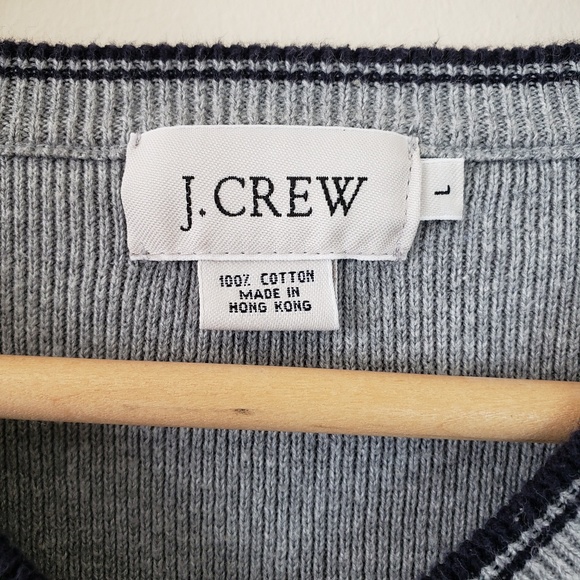 J.CREW
L
100% COTTON
MADE IN
HONG KONG